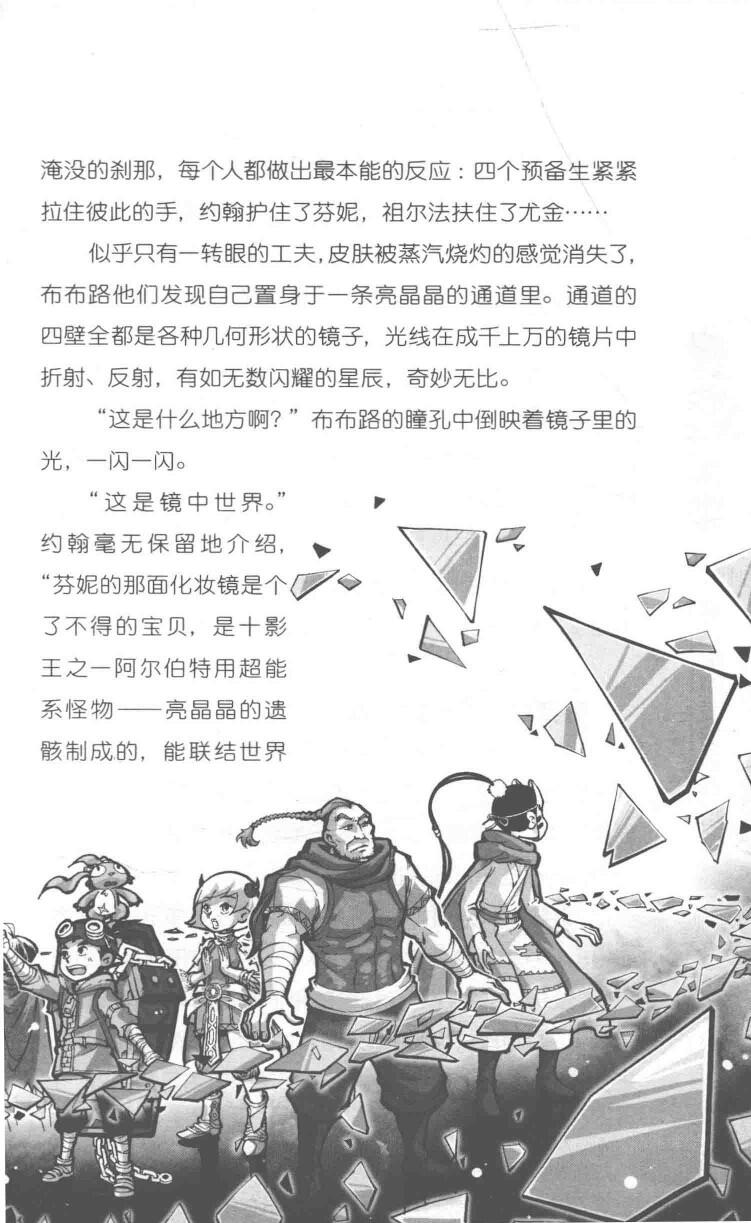 淹没的刹那，每个人都做出最本能的反应：四个预备生紧紧
拉住彼此的手，约翰护住了芬妮，祖尔法扶住了尤金……
似乎只有一转眼的工夫，皮肤被蒸汽烧灼的感觉消失了，
布布路他们发现自己置身于一条亮晶晶的通道里。通道的
四壁全都是各种几何形状的镜子，光线在成千上万的镜片中
折射、反射，有如无数闪耀的星辰，奇妙无比。
“这是什么地方啊？”布布路的瞳孔中倒映着镜子里的
光，一闪一闪。
“这是镜中世界。”
约翰毫无保留地介绍，
“芬妮的那面化妆镜是个
了不得的宝贝，是十影
王之一阿尔伯特用超能
系怪物——亮晶晶的遗
骸制成的，能联结世界